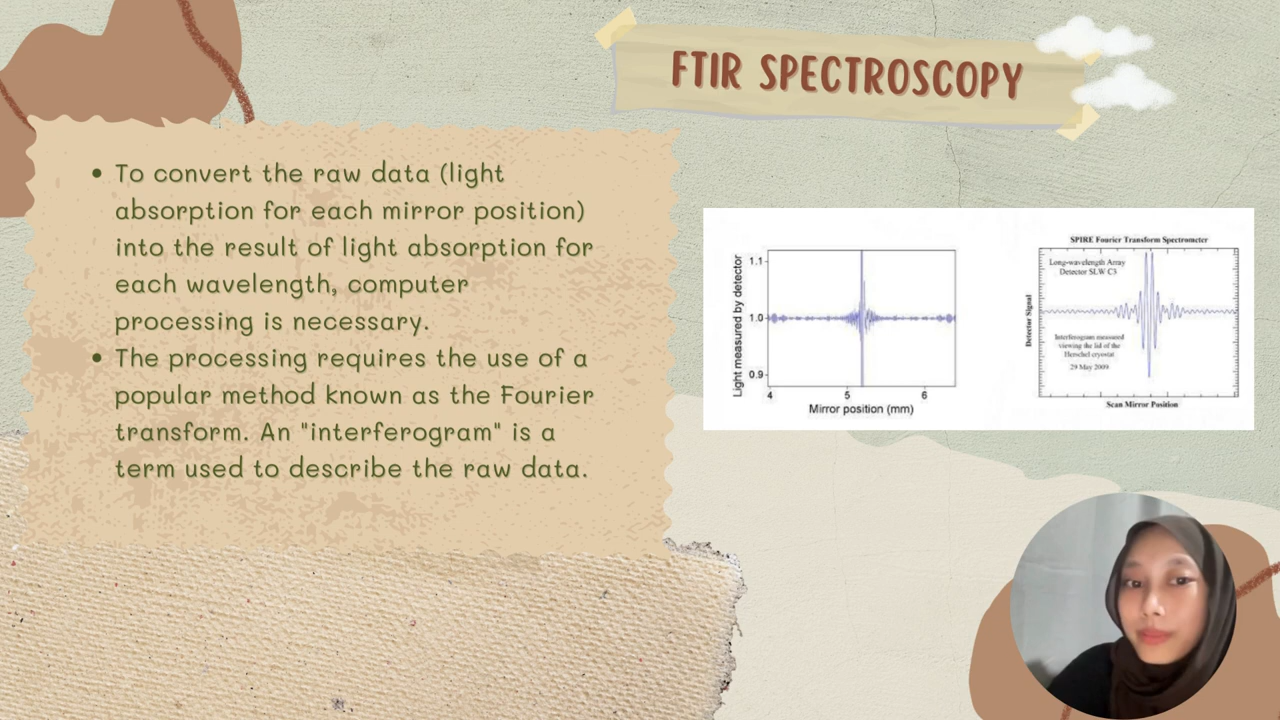 FTIR SPECTROSCOPY
• To convert the raw data (light
absorption for each mirror position)
into the result of light absorption for
each wavelength, computer
processing is necessary.
• The processing requires the use of a
popular method known as the Fourier
transform. An "interferogram" is a
term used to describe the raw data.
Light measured by detector
1.1
1.0
0.9
4 5 6
Mirror position (mm)
SPIRE Fourier Transform Spectrometer
Long-wavelength Array
Detector SLW C3
Detector Signal
Interferogram measured
viewing the lid of the
Herschel cryostat
29 May 2009
Scan Mirror Position